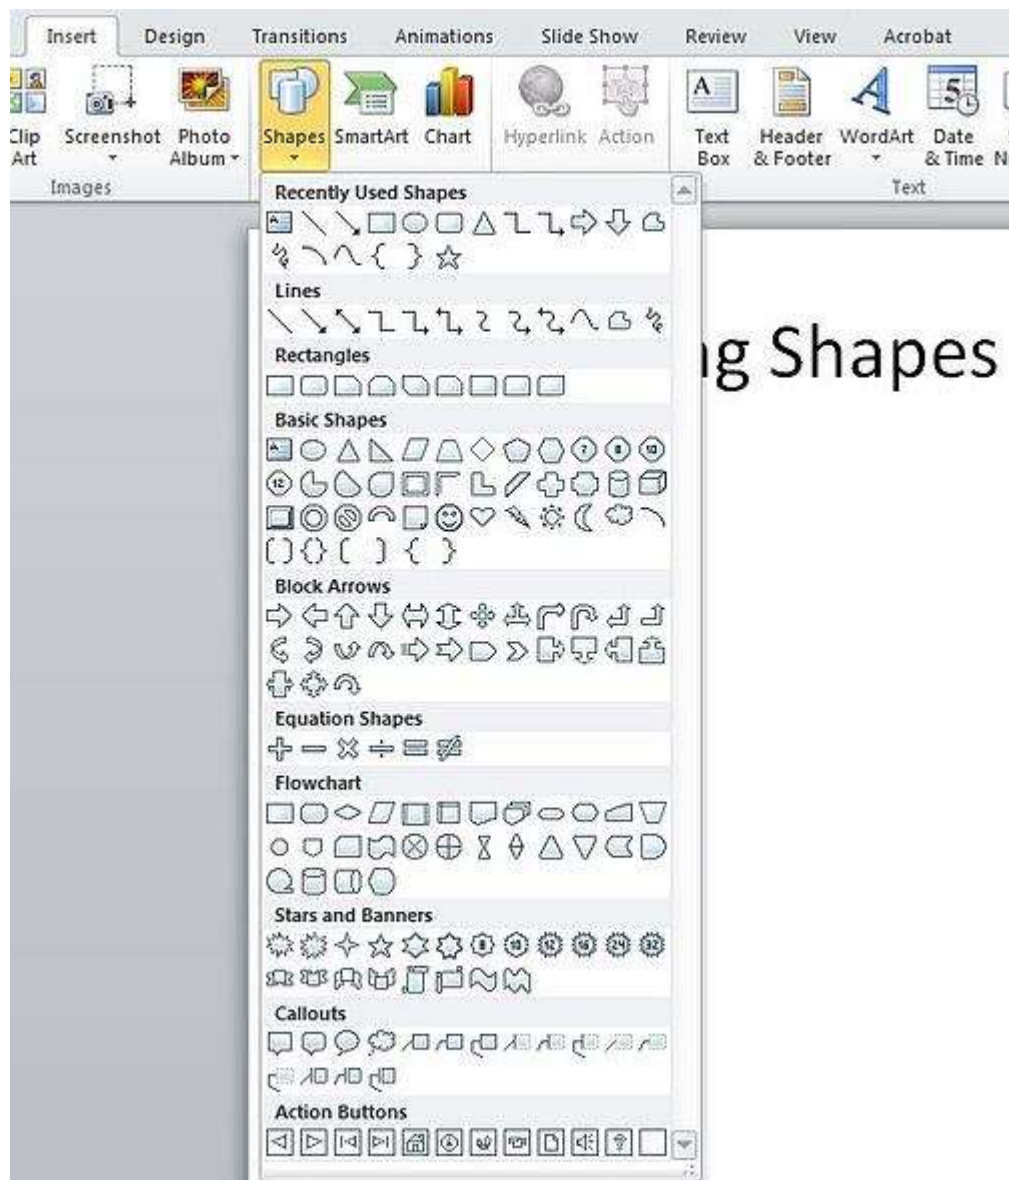 Insert Design Transitions Animations Slide Show Review View Acrobat
Clip Art Screenshot Photo Album Shapes SmartArt Chart Hyperlink Action Text Box Header & Footer WordArt Date & Time
Images Text
Recently Used Shapes
Lines
ng Shapes
Rectangles
Basic Shapes
Block Arrows
Equation Shapes
Flowchart
Stars and Banners
Callouts
Action Buttons